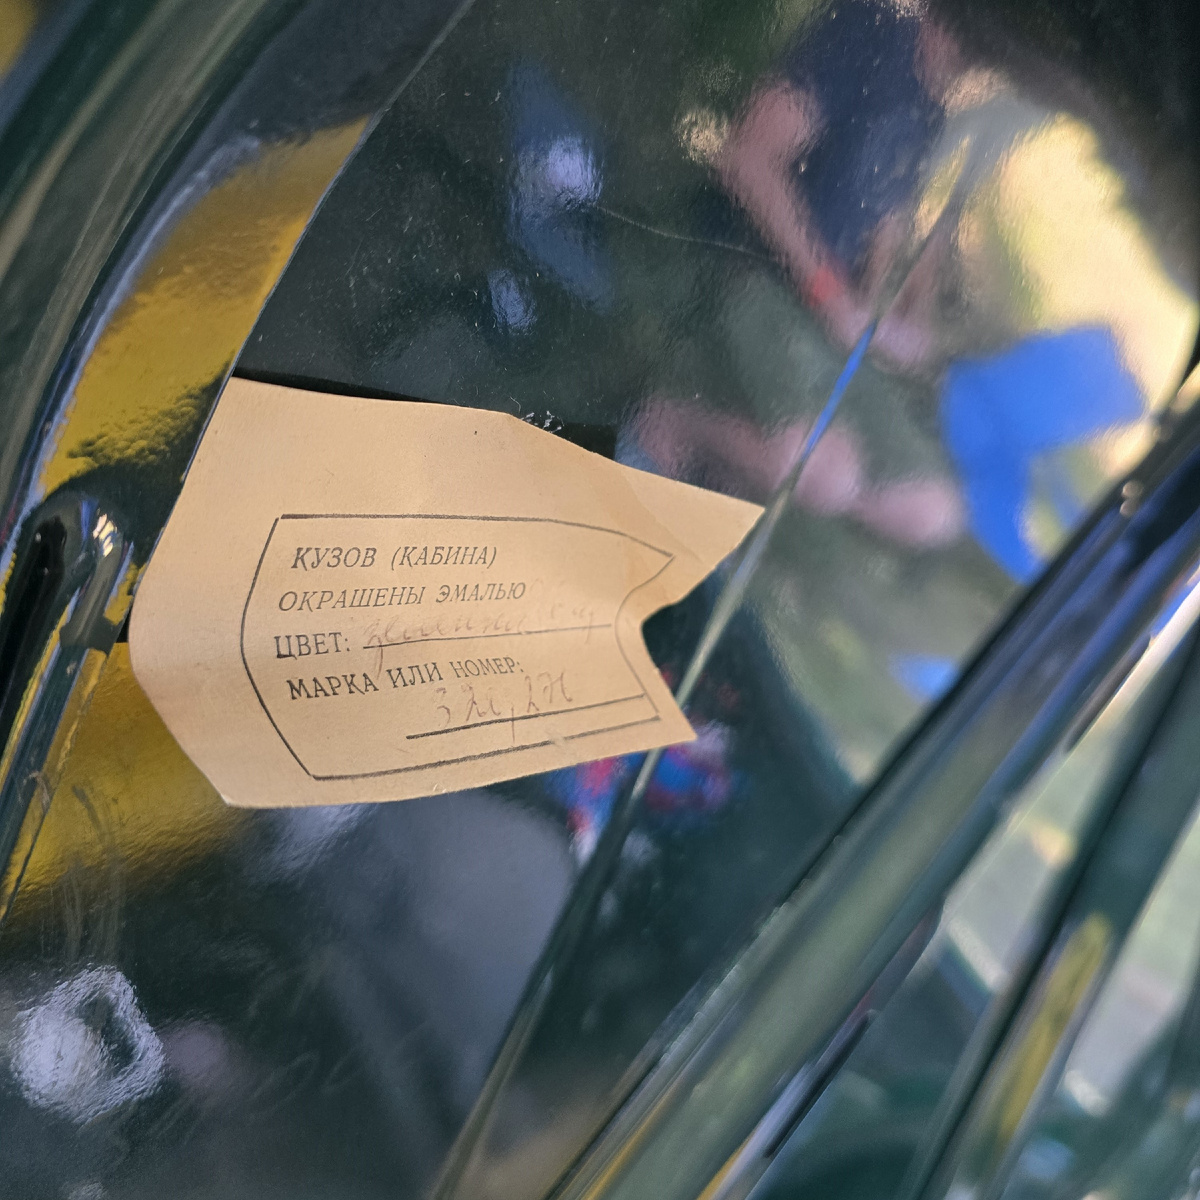 КУЗОВ (КАБИНА)
ОКРАШЕНЫ ЭМАЛЬЮ
ЦВЕТ:
МАРКА ИЛИ НОМЕР: